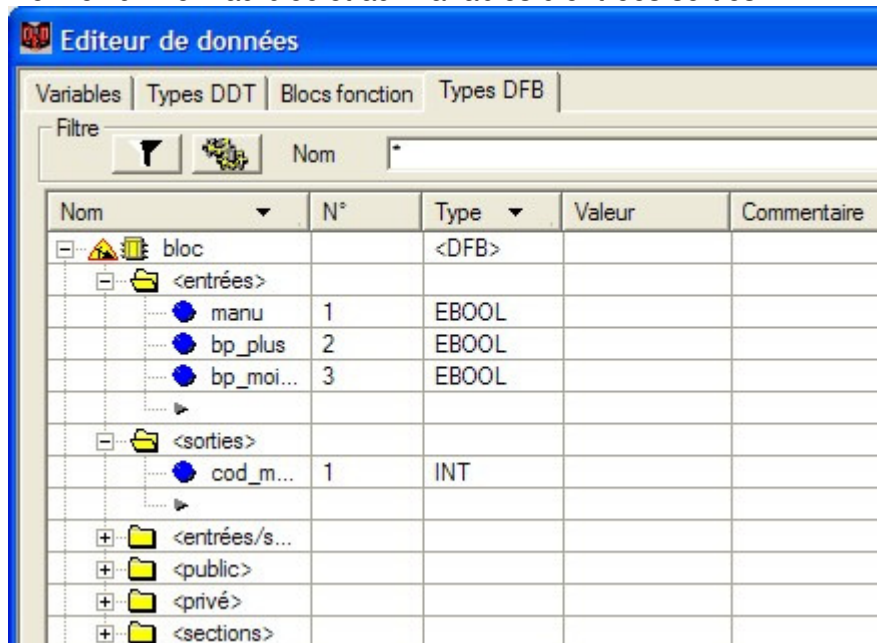 Editeur de données
Variables Types DDT Blocs fonction Types DFB
Filtre
Nom *
Nom N° Type Valeur Commentaire
bloc <DFB>
<entrées>
manu 1 EBOOL
bp_plus 2 EBOOL
bp_moi... 3 EBOOL
<sorties>
cod_m... 1 INT
<entrées/s...
<public>
<privé>
<sections>